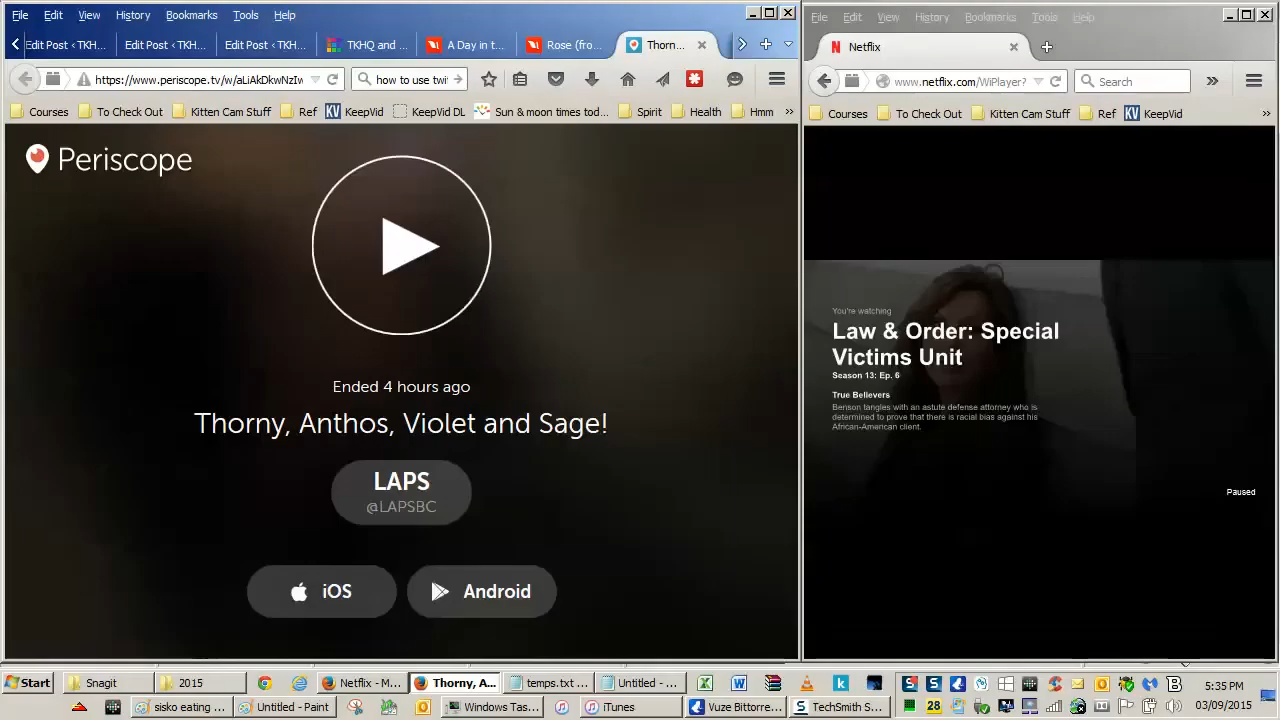 File Edit View History Bookmarks Tools Help
Edit Post ‹ TKH... Edit Post ‹ TKH... Edit Post ‹ TKH... TKHQ and ... A Day in t... Rose (fro... Thorn...
https://www.periscope.tv/w/aLiAkDkwNzIw how to use twi
Courses To Check Out Kitten Cam Stuff Ref KeepVid KeepVid DL Sun & moon times tod... Spirit Health Hmm »
Periscope
Ended 4 hours ago
Thorny, Anthos, Violet and Sage!
LAPS
@LAPSBC
iOS Android
File Edit View History Bookmarks Tools Help
Netflix
www.netflix.com/WiPlayer? Search »
Courses To Check Out Kitten Cam Stuff Ref KeepVid »
You're watching
Law & Order: Special
Victims Unit
Season 13: Ep. 6
True Believers
Benson tangles with an astute defense attorney who is
determined to prove that there is racial bias against his
African-American client.
Paused
Start Snagit 2015 Netflix - M... Thorny, A... temps.txt ... Untitled - ... 5:35 PM
sisko eating ... Untitled - Paint Windows Tas... iTunes Vuze Bittorre... TechSmith S... 28 03/09/2015